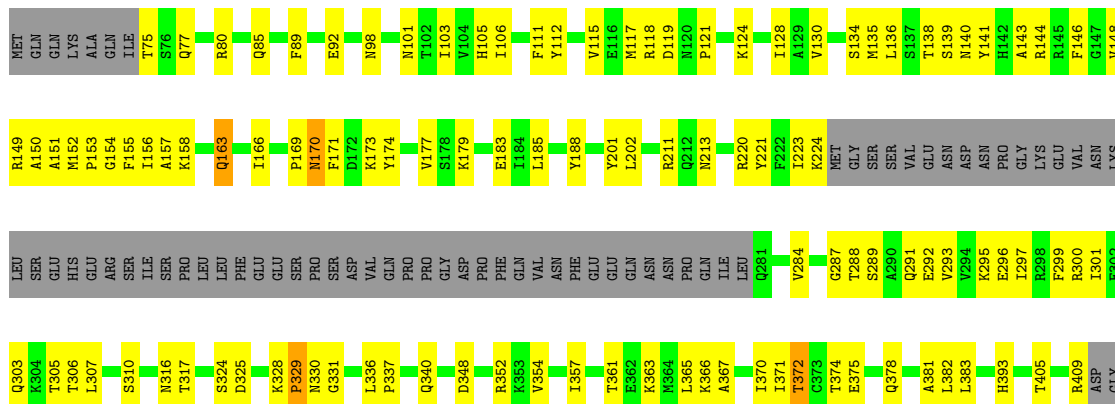 MET GLN GLN LYS ALA GLN ILE T75 S76 Q77 R80 Q85 F89 E92 N98 N101 T102 I103 V104 H105 I106 F111 Y112 V115 E116 M117 R118 D119 N120 P121 K124 I128 A129 V130 S134 M135 L136 S137 T138 S139 N140 Y141 H142 A143 R144 R145 F146 G147 V148
R149 A150 A151 M152 P153 G154 F155 I156 A157 K158 Q163 I166 P169 N170 F171 D172 K173 Y174 V177 S178 K179 E183 I184 L185 Y188 Y201 L202 R211 Q212 N213 R220 Y221 F222 I223 K224 MET GLY SER SER VAL GLU ASN ASP ASN PRO GLY LYS GLU VAL ASN LYS
LEU SER GLU HIS GLU ARG SER ILE SER PRO LEU LEU PHE GLU GLU SER PRO SER ASP VAL GLN PRO PRO GLY ASP PRO PHE GLN VAL ASN PHE GLU GLU GLN ASN ASN PRO GLN ILE LEU Q281 V284 G287 T288 S289 A290 Q291 E292 V293 V294 K295 E296 I297 R298 F299 R300 I301 E302
Q303 K304 T305 T306 L307 S310 N316 T317 S324 D325 K328 P329 N330 G331 L336 P337 Q340 D348 R352 K353 V354 I357 T361 E362 K363 M364 L365 K366 A367 I370 I371 T372 C373 T374 E375 Q378 A381 L382 L383 H393 T405 R409 ASP GLY